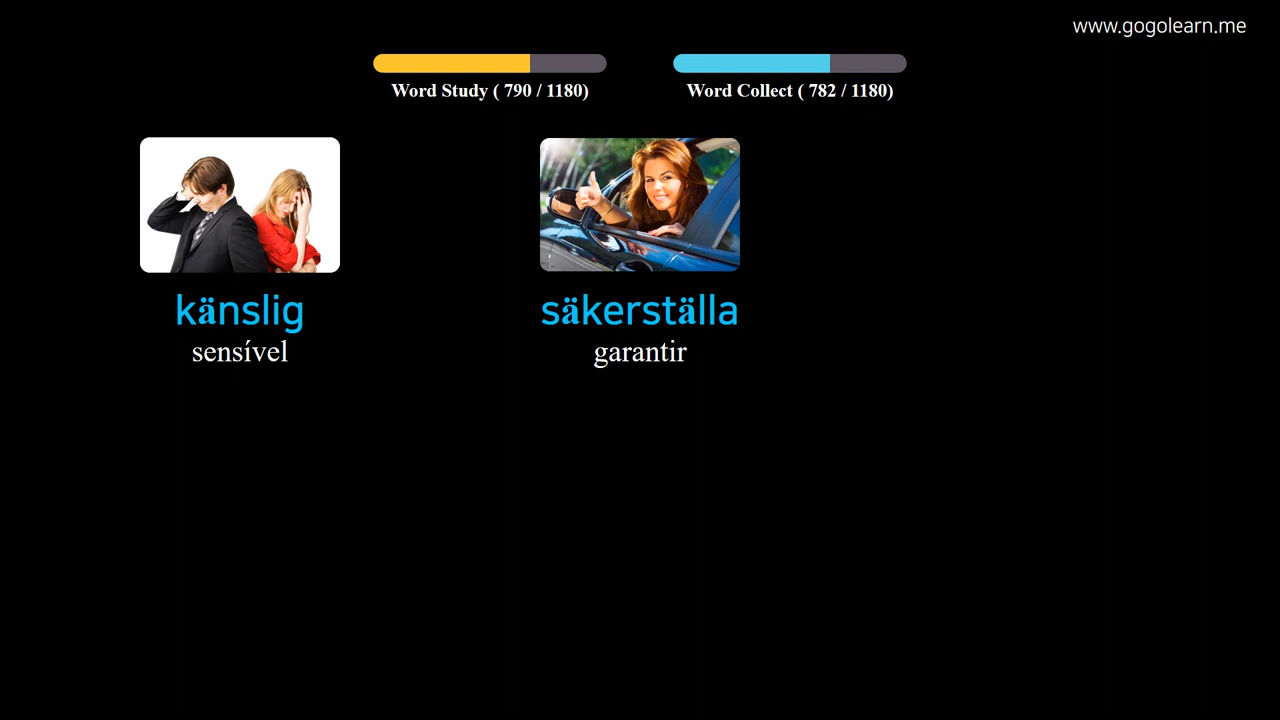 www.gogolearn.me
Word Study ( 790 / 1180)
Word Collect ( 782 / 1180)
känslig
säkerställa
sensível
garantir